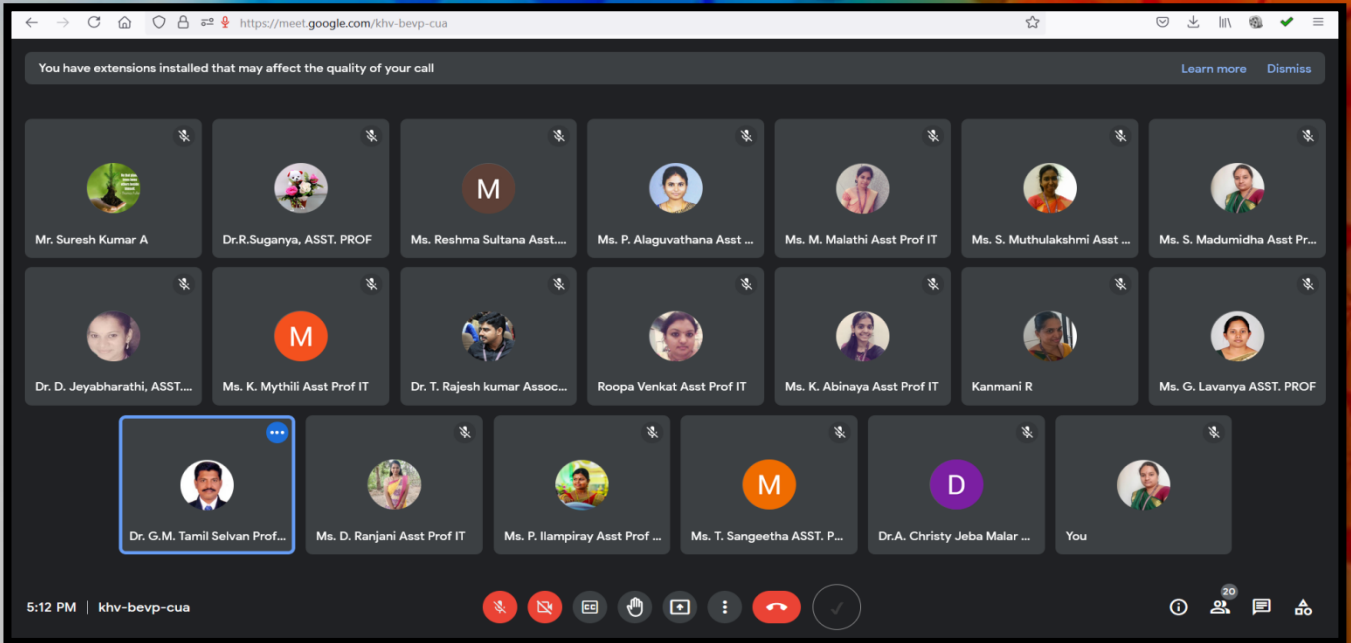 https://meet.google.com/khv-bevp-cua
You have extensions installed that may affect the quality of your call
Learn more
Dismiss
Mr. Suresh Kumar A
Dr.R.Suganya, ASST. PROF
M
Ms. Reshma Sultana Asst....
Ms. P. Alaguvathana Asst ...
Ms. M. Malathi Asst Prof IT
Ms. S. Muthulakshmi Asst ...
Ms. S. Madumidha Asst Pr...
Dr. D. Jeyabharathi, ASST....
M
Ms. K. Mythili Asst Prof IT
Dr. T. Rajesh kumar Assoc...
Roopa Venkat Asst Prof IT
Ms. K. Abinaya Asst Prof IT
Kanmani R
Ms. G. Lavanya ASST. PROF
Dr. G.M. Tamil Selvan Prof...
Ms. D. Ranjani Asst Prof IT
Ms. P. Ilampiray Asst Prof ...
M
Ms. T. Sangeetha ASST. P...
D
Dr.A. Christy Jeba Malar ...
You
5:12 PM | khv-bevp-cua
CC
20